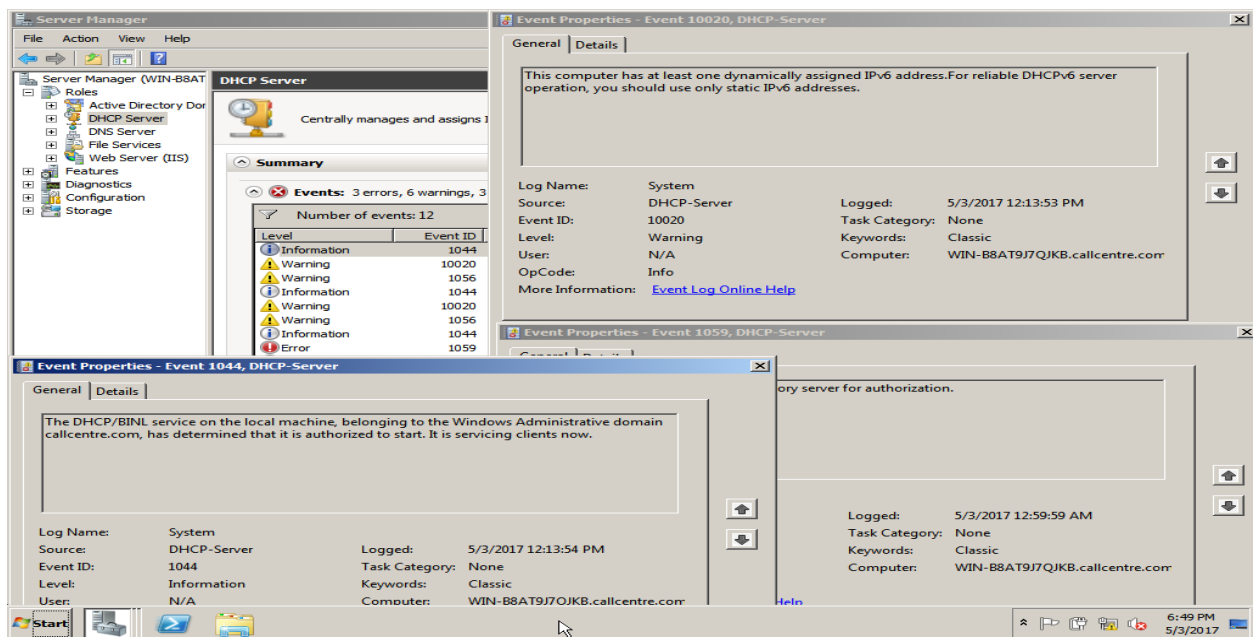 Server Manager
File Action View Help
Server Manager (WIN-B8AT
Roles
Active Directory Dor
DHCP Server
DNS Server
File Services
Web Server (IIS)
Features
Diagnostics
Configuration
Storage
DHCP Server
Centrally manages and assigns I
Summary
Events: 3 errors, 6 warnings, 3
Number of events: 12
Level Event ID
Information 1044
Warning 10020
Warning 1056
Information 1044
Warning 10020
Warning 1056
Information 1044
Error 1059
Event Properties - Event 10020, DHCP-Server
General Details
This computer has at least one dynamically assigned IPv6 address.For reliable DHCPv6 server
operation, you should use only static IPv6 addresses.
Log Name: System
Source: DHCP-Server Logged: 5/3/2017 12:13:53 PM
Event ID: 10020 Task Category: None
Level: Warning Keywords: Classic
User: N/A Computer: WIN-B8AT9J7QJKB.callcentre.com
OpCode: Info
More Information: Event Log Online Help
Event Properties - Event 1059, DHCP-Server
General Details
ory server for authorization.
Logged: 5/3/2017 12:59:59 AM
Task Category: None
Keywords: Classic
Computer: WIN-B8AT9J7QJKB.callcentre.com
Help
Event Properties - Event 1044, DHCP-Server
General Details
The DHCP/BINL service on the local machine, belonging to the Windows Administrative domain
callcentre.com, has determined that it is authorized to start. It is servicing clients now.
Log Name: System
Source: DHCP-Server Logged: 5/3/2017 12:13:54 PM
Event ID: 1044 Task Category: None
Level: Information Keywords: Classic
User: N/A Computer: WIN-B8AT9J7QJKB.callcentre.com
Start
6:49 PM
5/3/2017